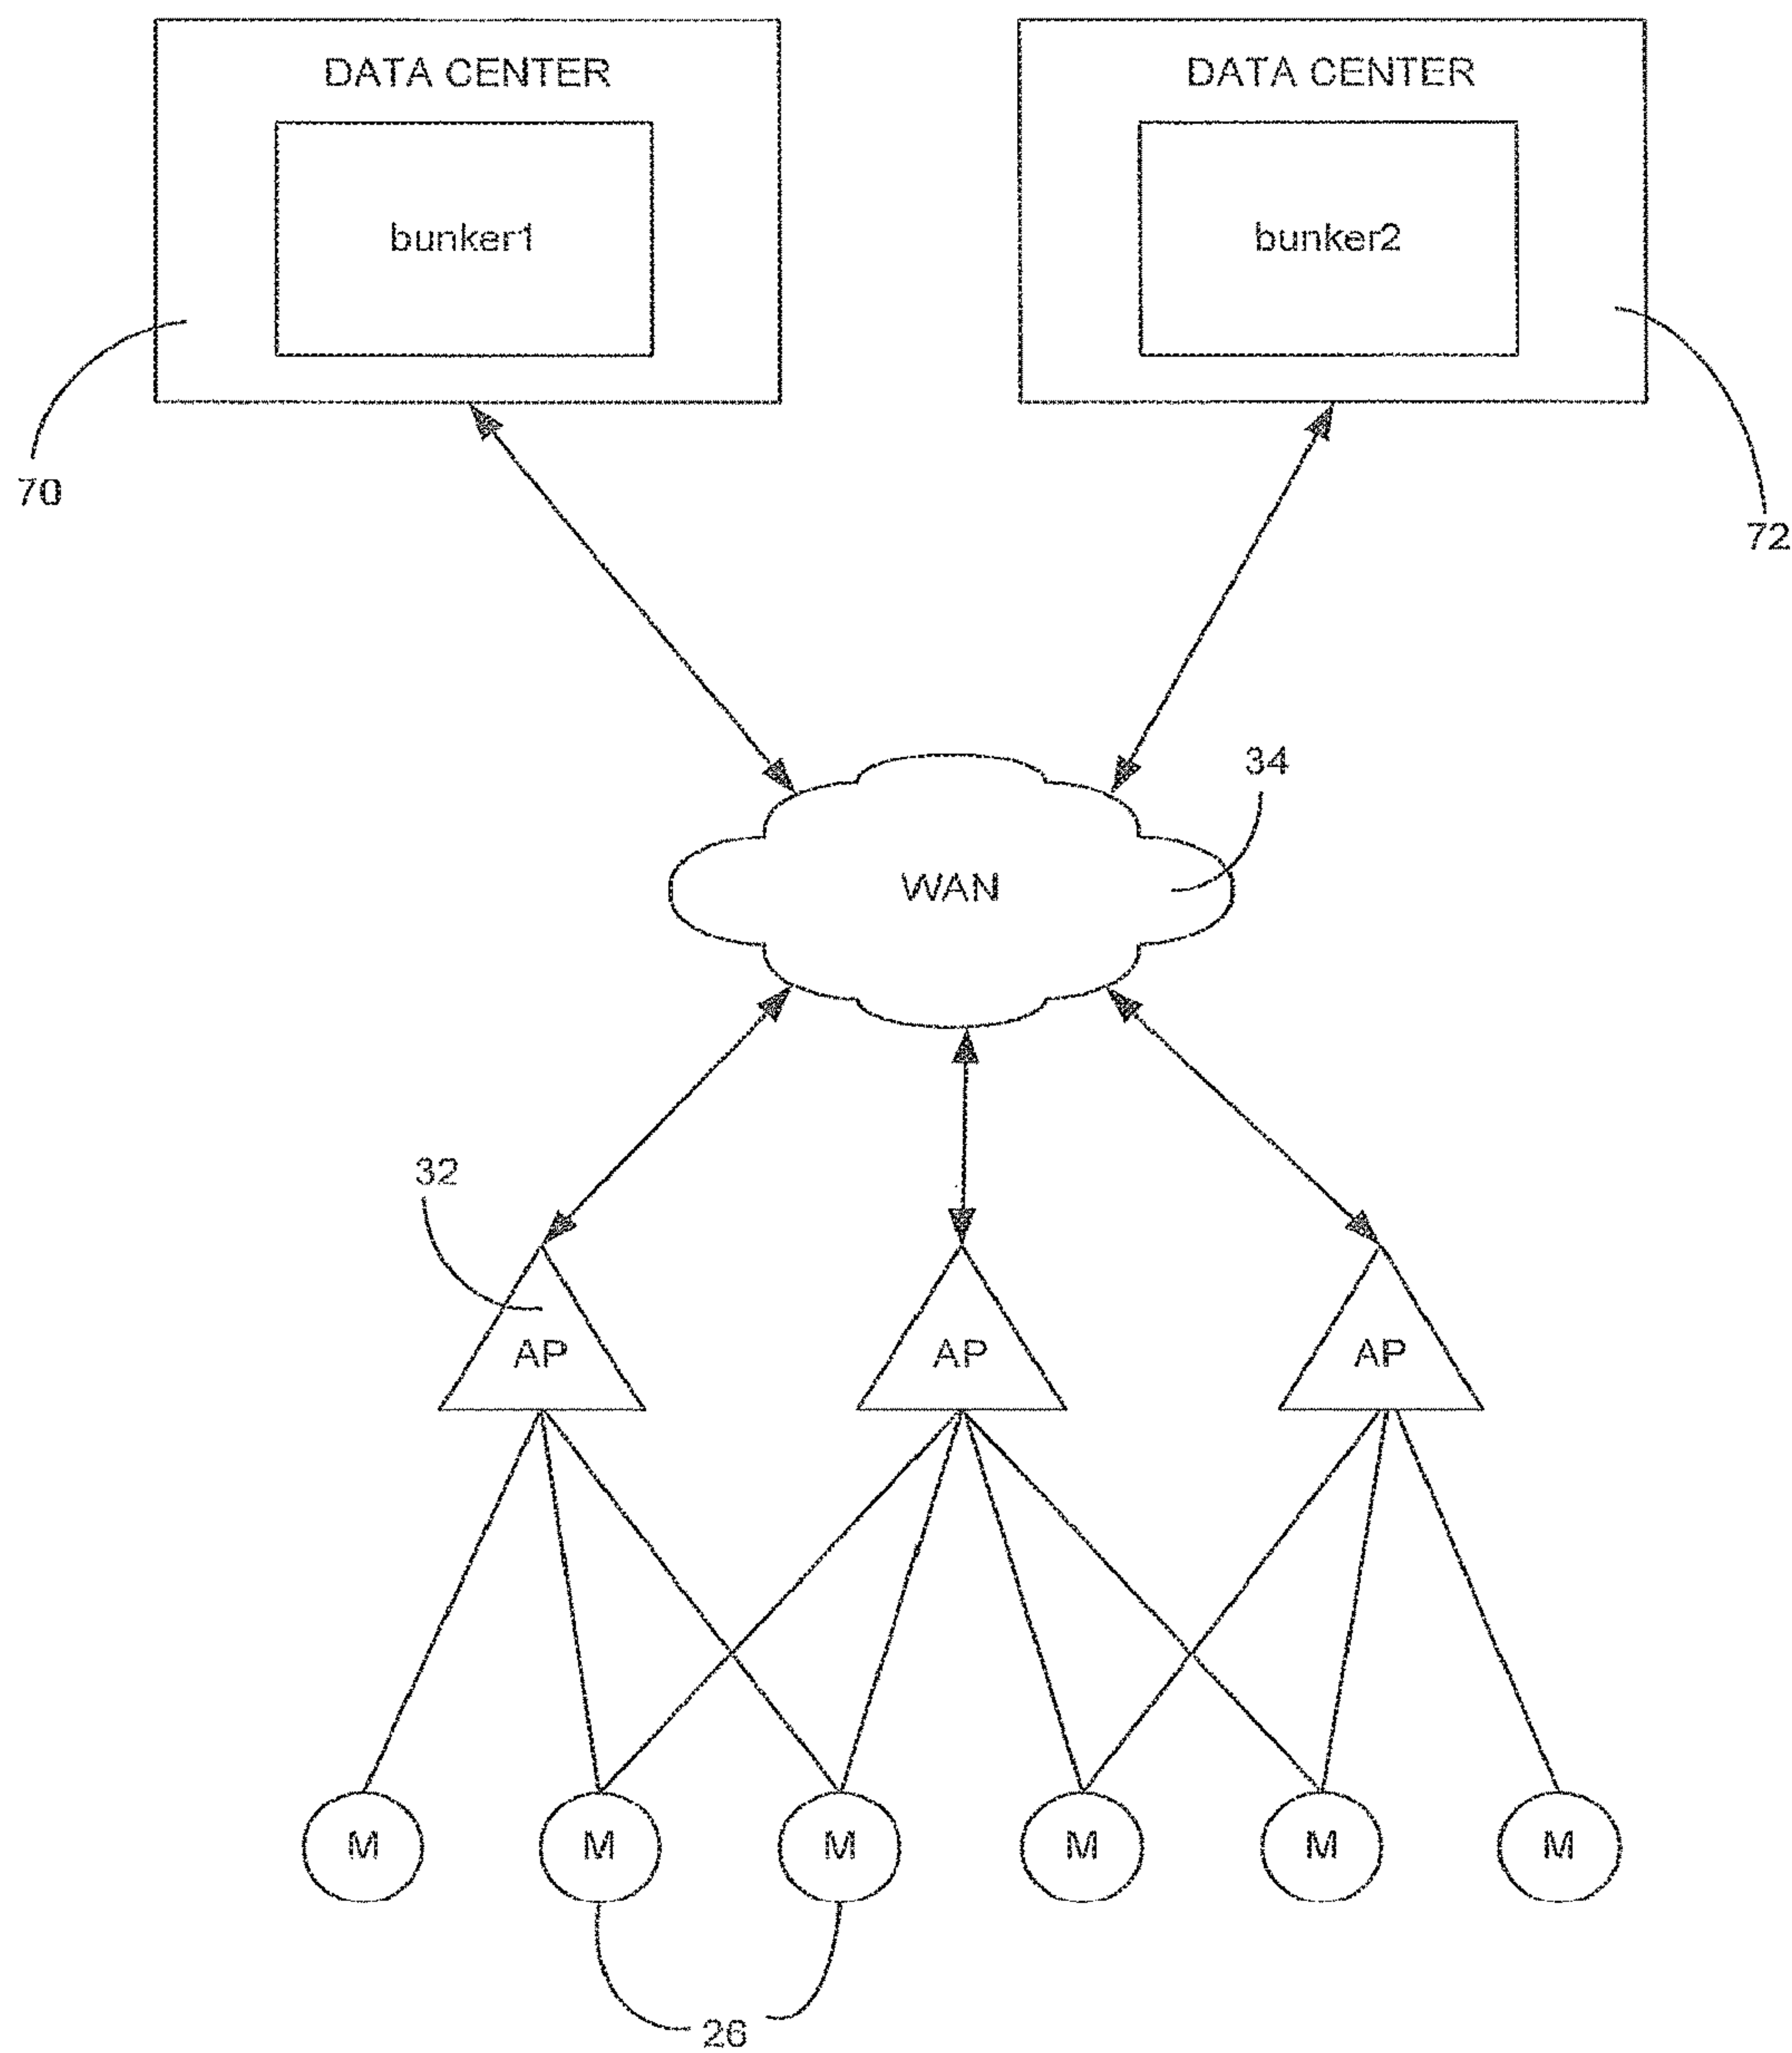 DATA CENTER
DATA CENTER
bunker1
bunker2
70
72
34
WAN
32
AP
AP
AP
M
M
M
M
M
M
26